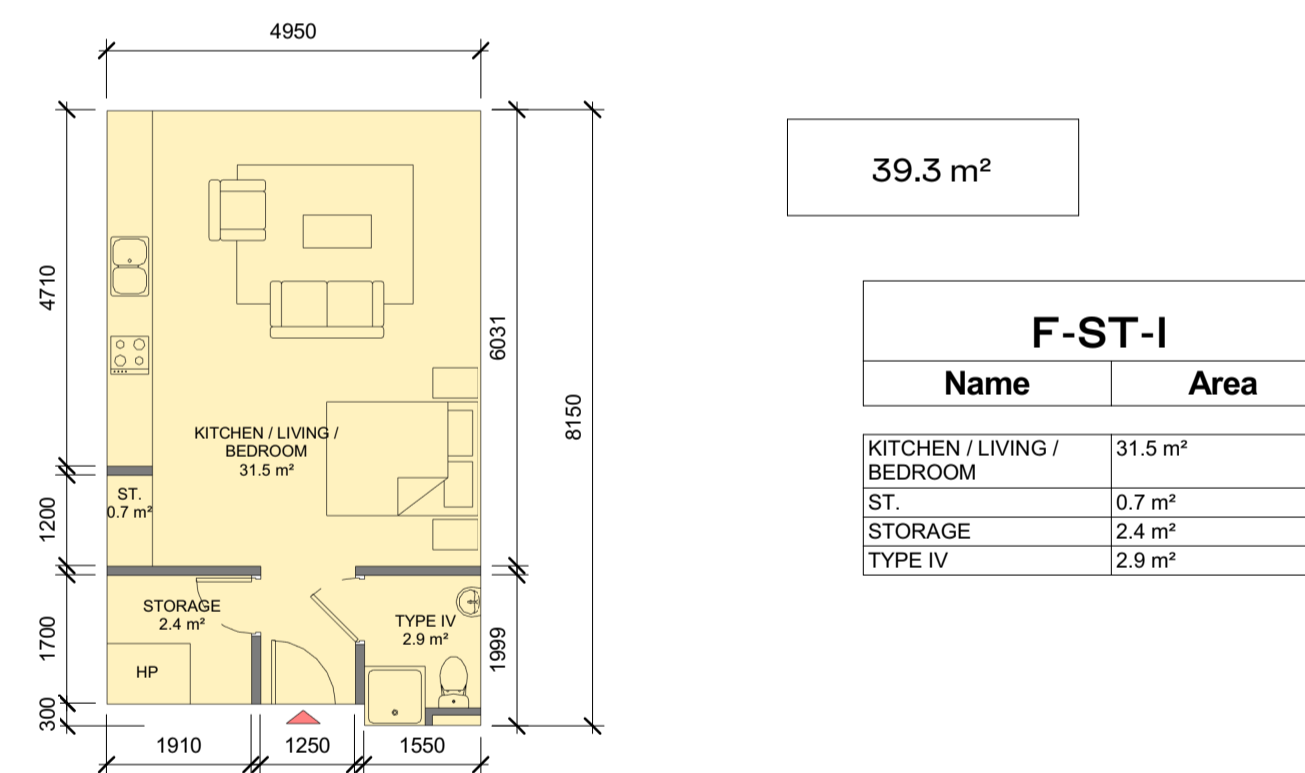 4950
39.3 m²
4710
6031
8150
F-ST-I
Name Area
KITCHEN / LIVING /
BEDROOM
31.5 m²
KITCHEN / LIVING / 31.5 m²
BEDROOM
ST. 0.7 m²
STORAGE 2.4 m²
TYPE IV 2.9 m²
ST.
0.7 m²
1200
STORAGE
2.4 m²
TYPE IV
2.9 m²
1700
1999
HP
300
1910 1250 1550